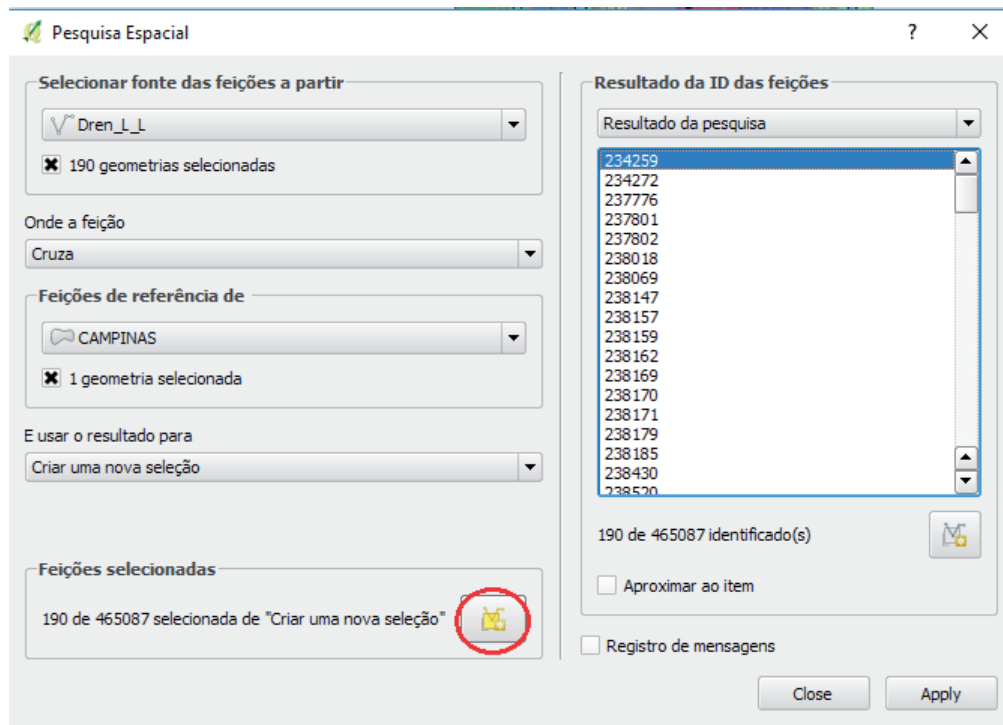 Pesquisa Espacial
?
Selecionar fonte das feições a partir
Dren_L_L
190 geometrias selecionadas
Onde a feição
Cruza
Feições de referência de
CAMPINAS
1 geometria selecionada
E usar o resultado para
Criar uma nova seleção
Feições selecionadas
190 de 465087 selecionada de "Criar uma nova seleção"
Resultado da ID das feições
Resultado da pesquisa
234259
234272
237776
237801
237802
238018
238069
238147
238157
238159
238162
238169
238170
238171
238179
238185
238430
238520
190 de 465087 identificado(s)
Aproximar ao item
Registro de mensagens
Close
Apply